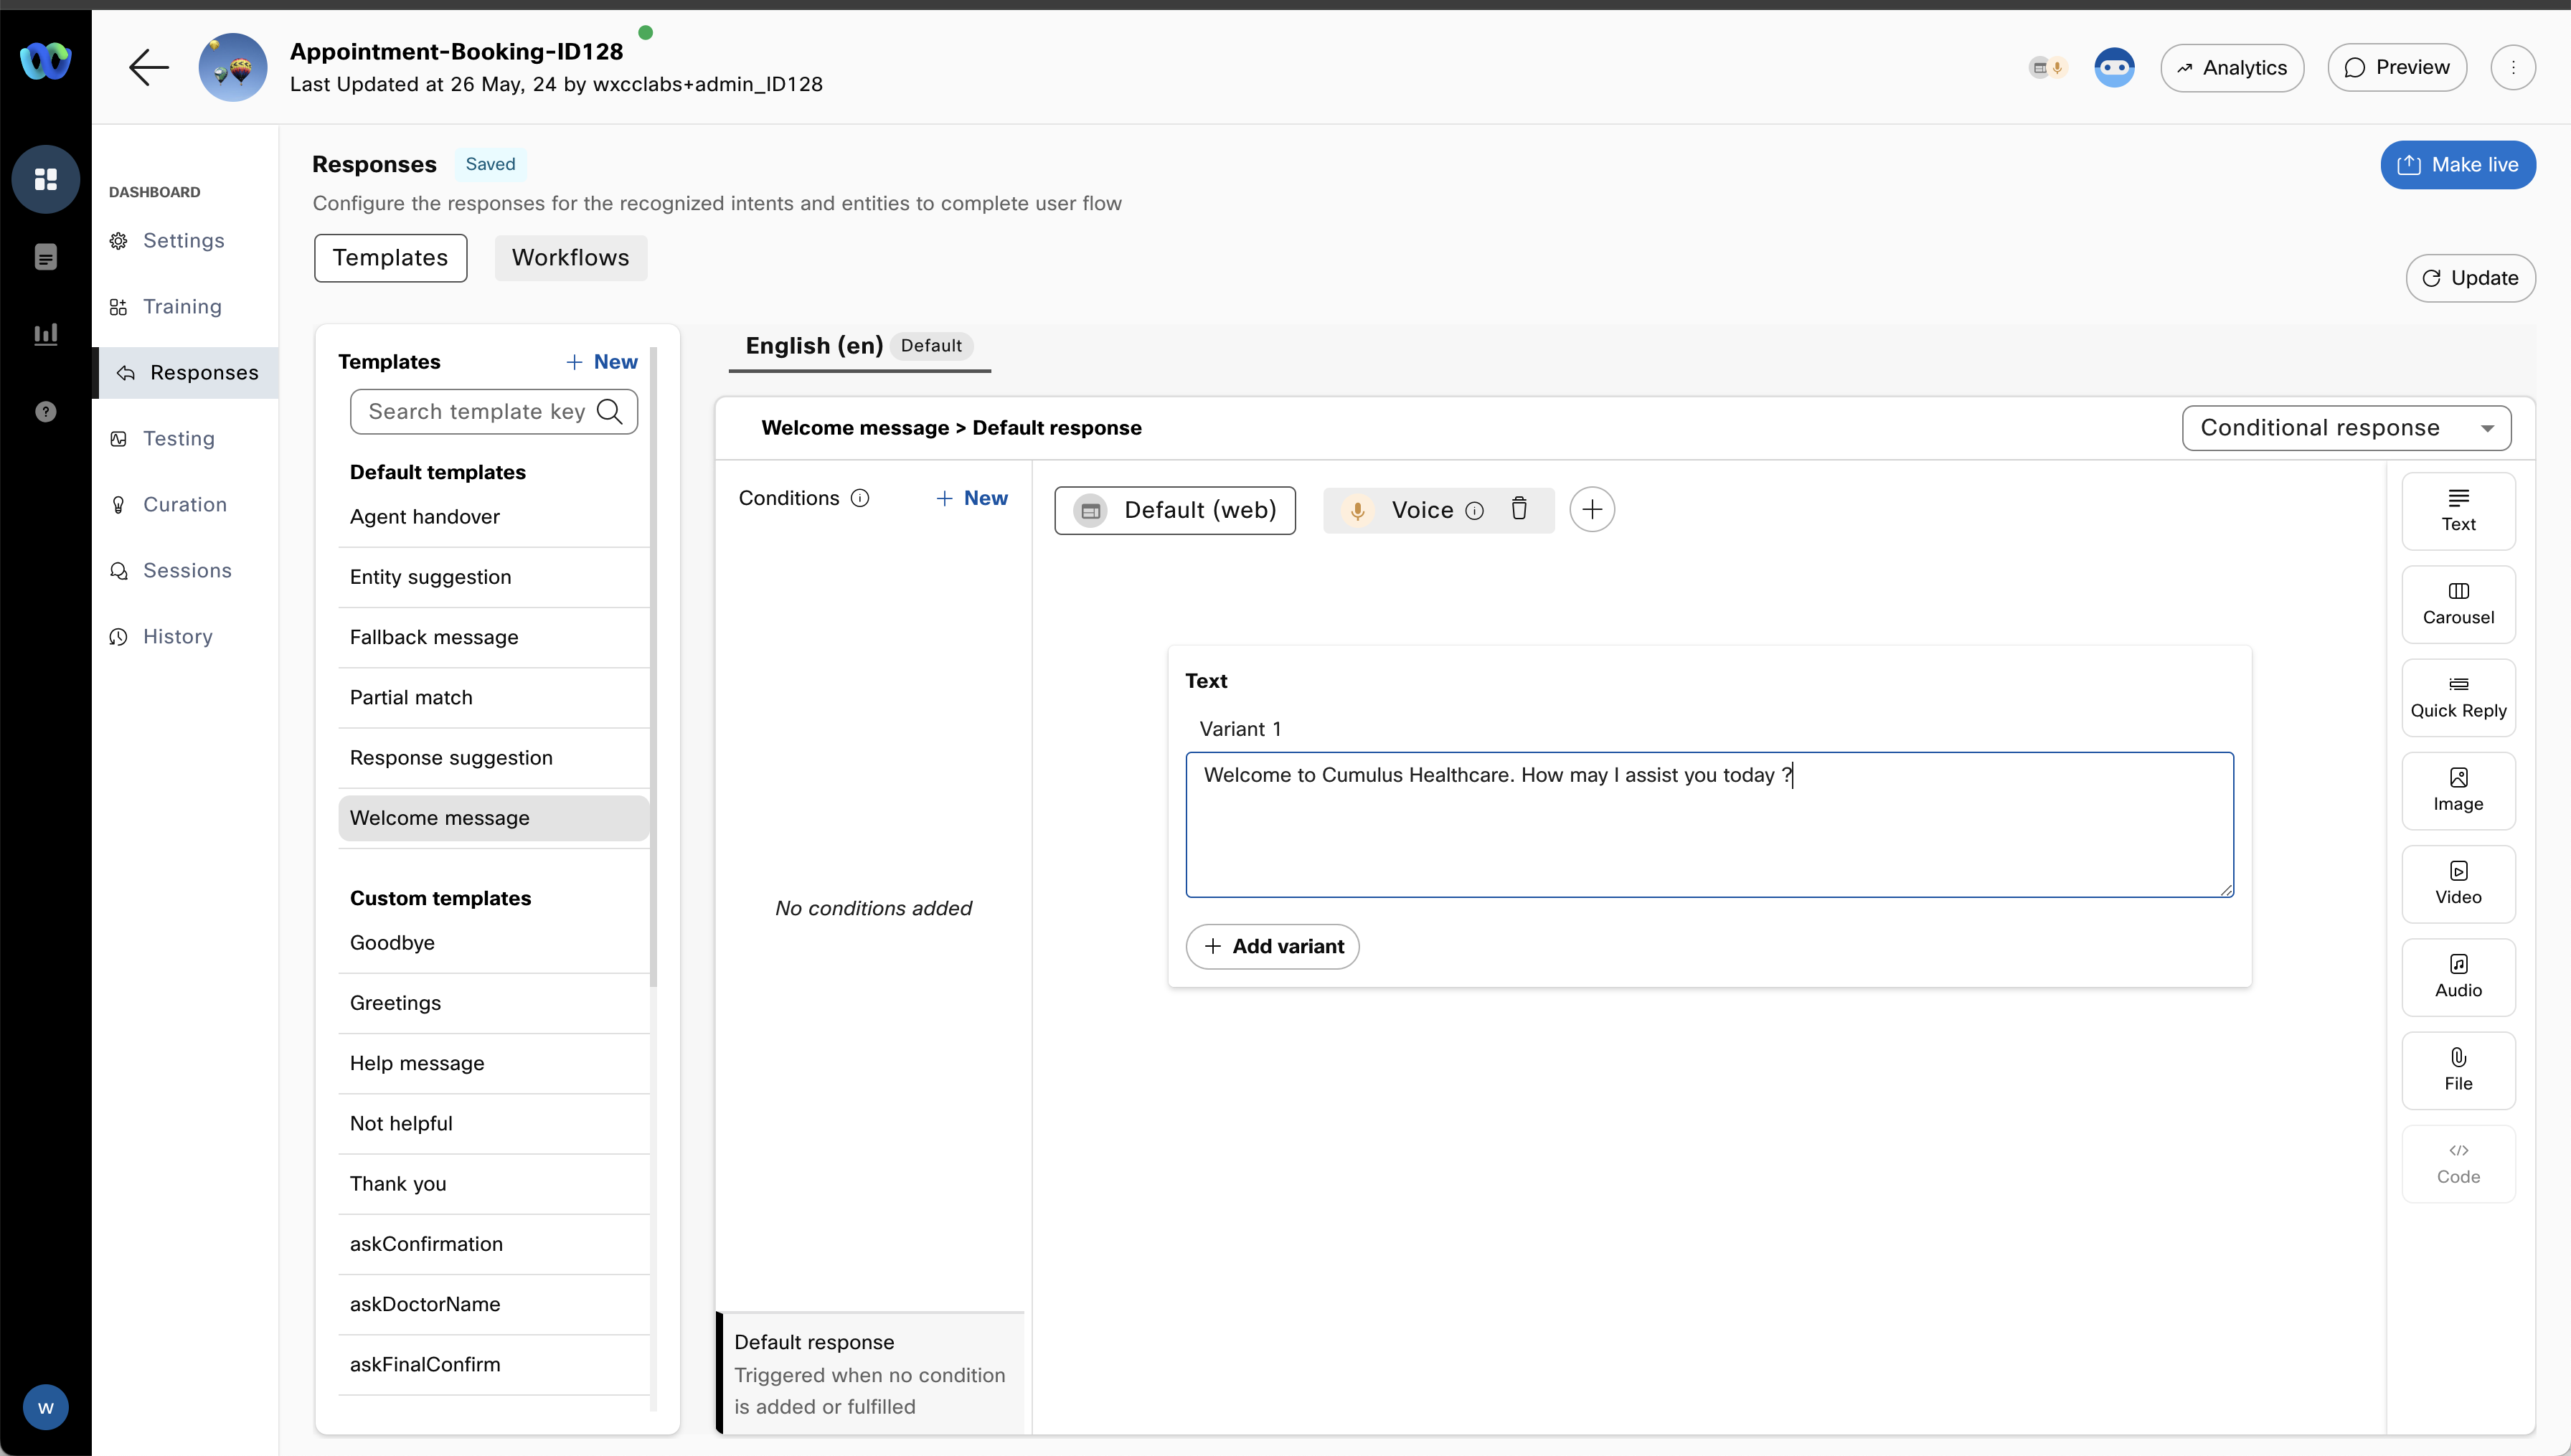 Appointment-Booking-ID128
Last Updated at 26 May, 24 by wxcclabs+admin_ID128
Analytics
Preview
DASHBOARD
Settings
Training
Responses
Testing
Curation
Sessions
History
?
W
Responses Saved
Make live
Configure the responses for the recognized intents and entities to complete user flow
Templates Workflows
Update
Templates + New
Search template key
Default templates
Agent handover
Entity suggestion
Fallback message
Partial match
Response suggestion
Welcome message
Custom templates
Goodbye
Greetings
Help message
Not helpful
Thank you
askConfirmation
askDoctorName
askFinalConfirm
English (en) Default
Welcome message > Default response
Conditional response
Conditions + New
No conditions added
Default response
Triggered when no condition
is added or fulfilled
Default (web) Voice
Text
Variant 1
Welcome to Cumulus Healthcare. How may I assist you today ?
+ Add variant
Text
Carousel
Quick Reply
Image
Video
Audio
File
</>
Code